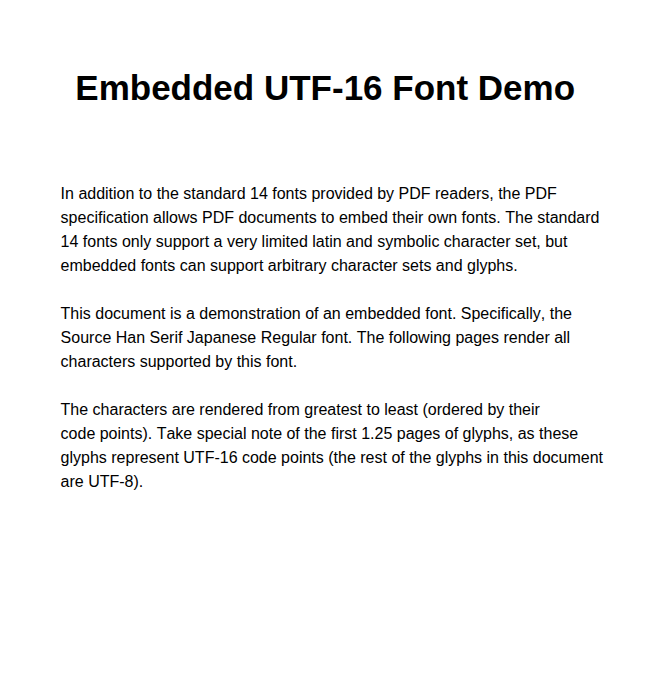 Embedded UTF-16 Font Demo
In addition to the standard 14 fonts provided by PDF readers, the PDF
specification allows PDF documents to embed their own fonts. The standard
14 fonts only support a very limited latin and symbolic character set, but
embedded fonts can support arbitrary character sets and glyphs.
This document is a demonstration of an embedded font. Specifically, the
Source Han Serif Japanese Regular font. The following pages render all
characters supported by this font.
The characters are rendered from greatest to least (ordered by their
code points). Take special note of the first 1.25 pages of glyphs, as these
glyphs represent UTF-16 code points (the rest of the glyphs in this document
are UTF-8).